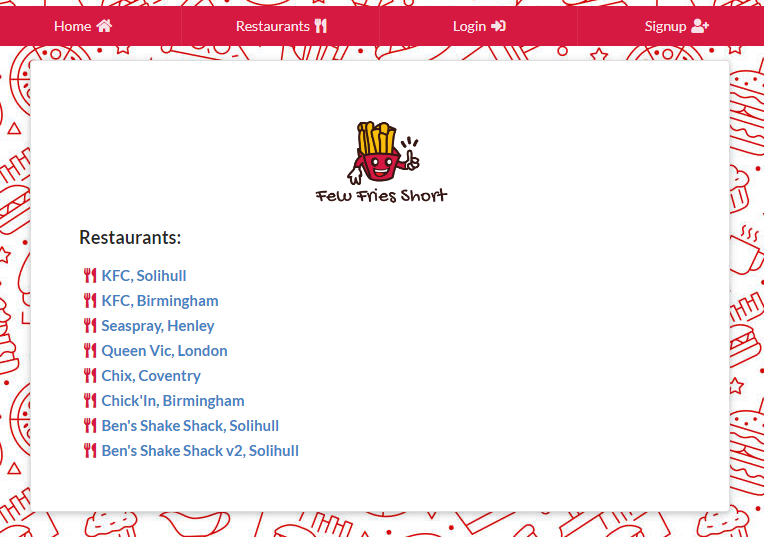 Home
Restaurants
Login
Signup
Few Fries Short
Restaurants:
KFC, Solihull
KFC, Birmingham
Seaspray, Henley
Queen Vic, London
Chix, Coventry
Chick'In, Birmingham
Ben's Shake Shack, Solihull
Ben's Shake Shack v2, Solihull